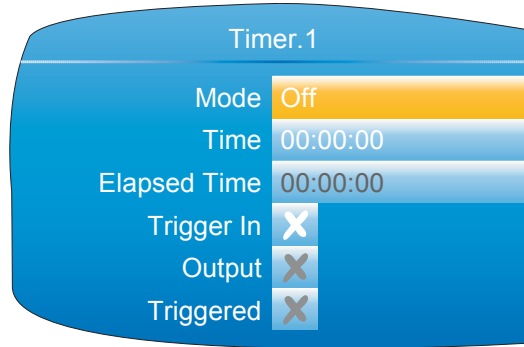 Timer.1
Mode Off
Time 00:00:00
Elapsed Time 00:00:00
Trigger In
Output
Triggered